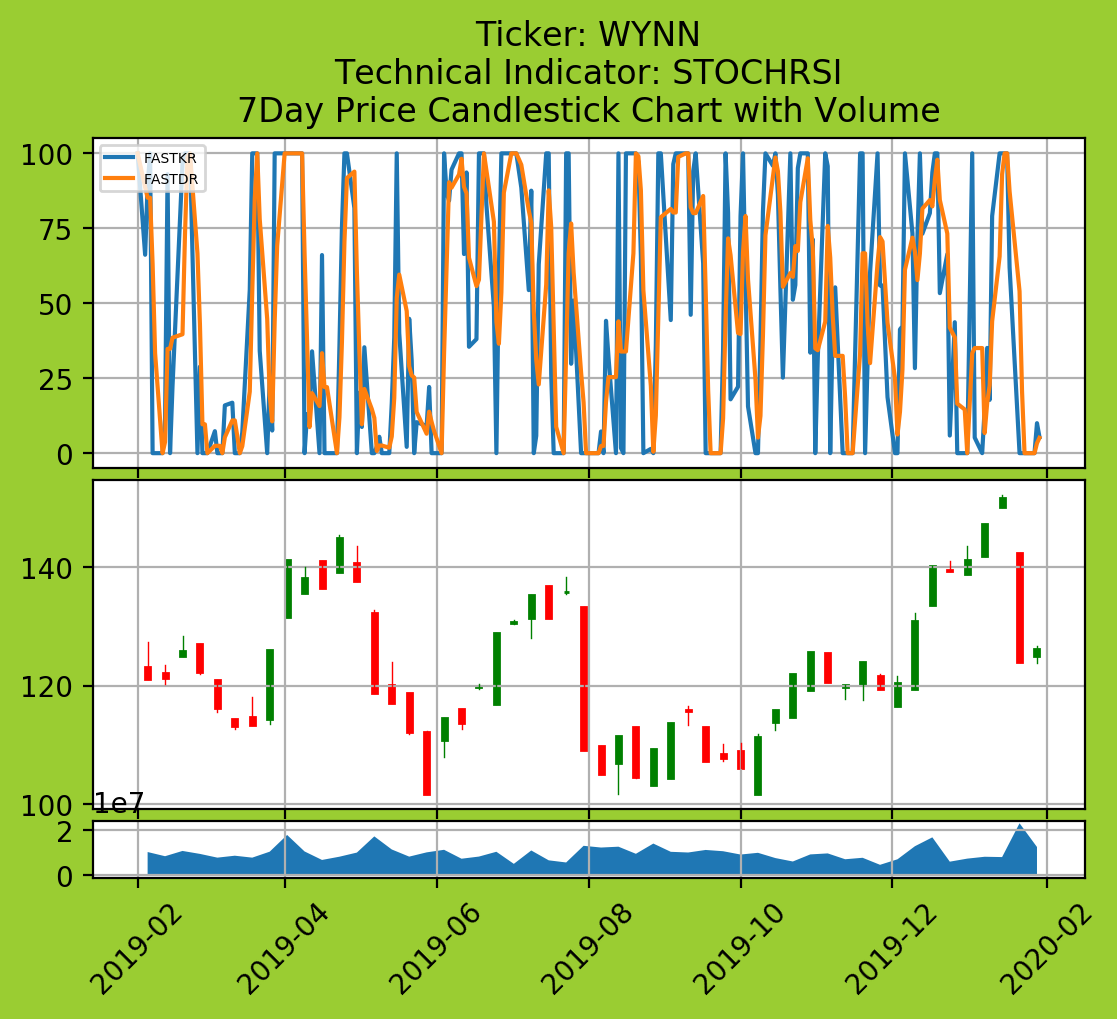 Ticker: WYNN
Technical Indicator: STOCHRSI
7Day Price Candlestick Chart with Volume
100
75
50
25
0
FASTKR
FASTDR
140
120
100
1e7
2
0
2019-02
2019-04
2019-06
2019-08
2019-10
2019-12
2020-02